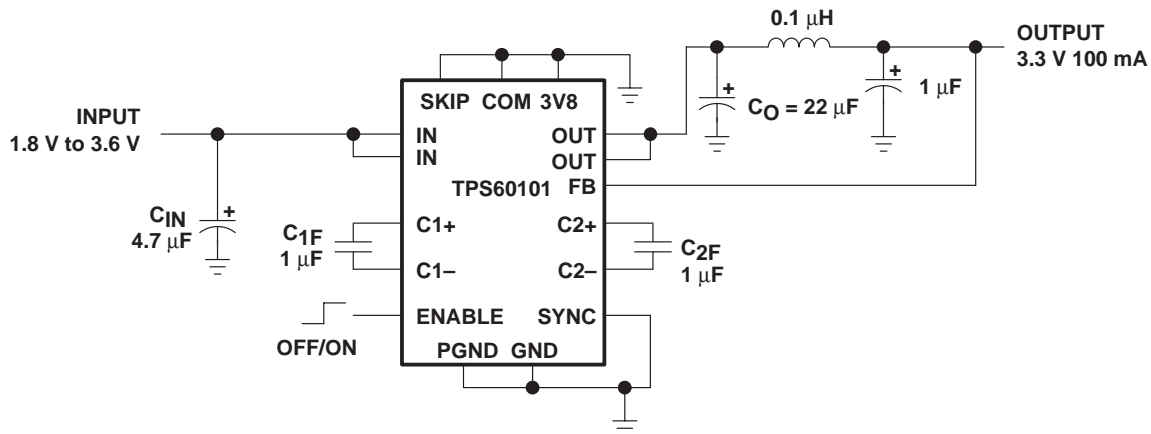 0.1 μH
OUTPUT
3.3 V 100 mA
+
CO = 22 μF
+
1 μF
SKIP COM 3V8
INPUT
1.8 V to 3.6 V
IN
IN
OUT
OUT
TPS60101 FB
CIN
4.7 μF
+
C1F
1 μF
C1+
C1–
C2+
C2–
C2F
1 μF
OFF/ON
ENABLE
SYNC
PGND GND